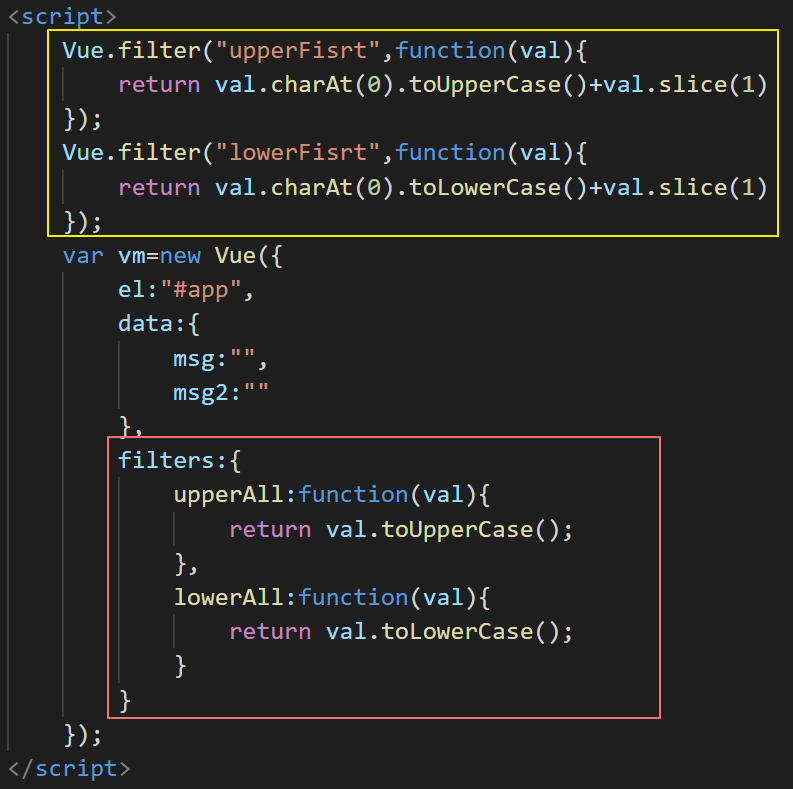 <script>
Vue.filter("upperFisrt",function(val){
return val.charAt(0).toUpperCase()+val.slice(1)
});
Vue.filter("lowerFisrt",function(val){
return val.charAt(0).toLowerCase()+val.slice(1)
});
var vm=new Vue({
el:"#app",
data:{
msg:"",
msg2:""
},
filters:{
upperAll:function(val){
return val.toUpperCase();
},
lowerAll:function(val){
return val.toLowerCase();
}
}
});
</script>